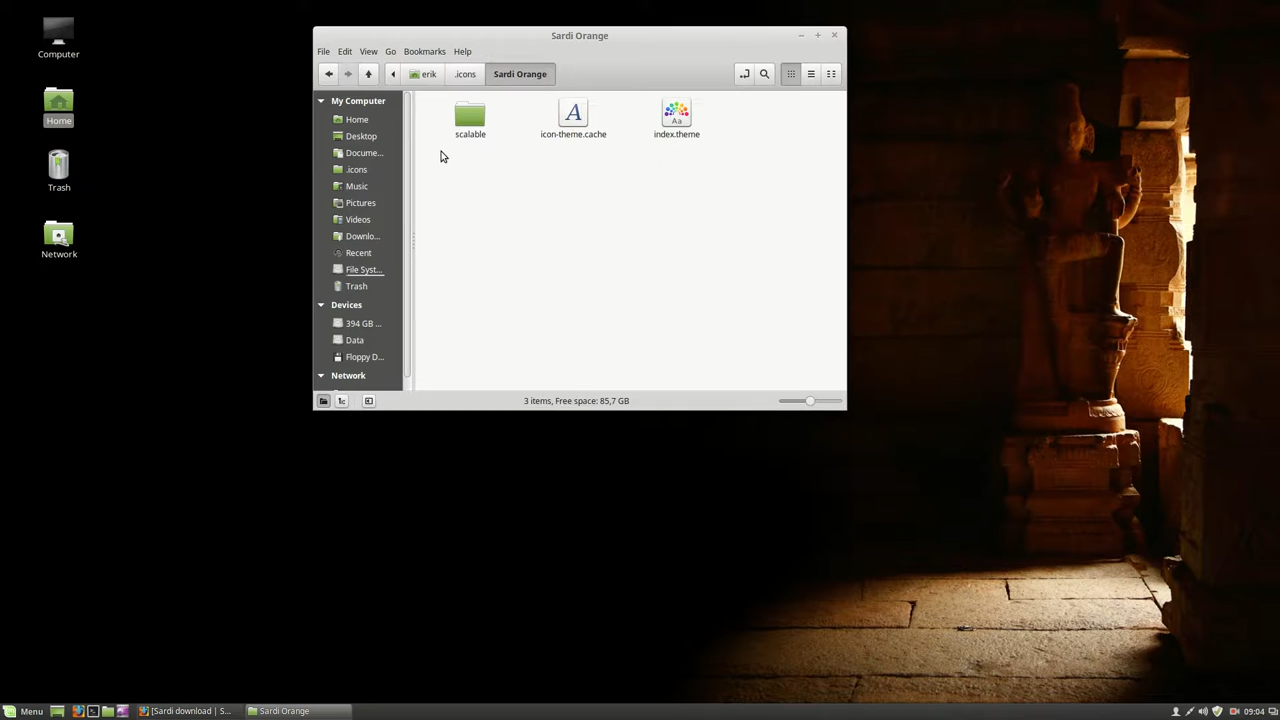 Computer
Home
Trash
Network
Sardi Orange
File Edit View Go Bookmarks Help
erik .icons Sardi Orange
My Computer
Home
Desktop
Docume...
.icons
Music
Pictures
Videos
Downlo...
Recent
File Syst...
Trash
Devices
394 GB ...
Data
Floppy D...
Network
scalable
A
icon-theme.cache
Aa
index.theme
3 items, Free space: 85,7 GB
Menu
[Sardi download | S...
Sardi Orange
09:04